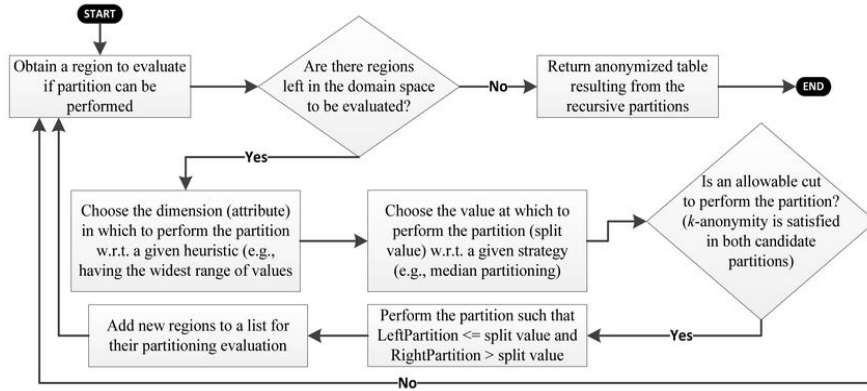 START
Obtain a region to evaluate
if partition can be
performed
Are there regions
left in the domain space
to be evaluated?
No
Return anonymized table
resulting from the
recursive partitions
END
Yes
Choose the dimension (attribute)
in which to perform the partition
w.r.t. a given heuristic (e.g.,
having the widest range of values
Choose the value at which to
perform the partition (split
value) w.r.t. a given strategy
(e.g., median partitioning)
Is an allowable cut
to perform the partition?
(k-anonymity is satisfied
in both candidate
partitions)
Yes
Perform the partition such that
LeftPartition <= split value and
RightPartition > split value
Add new regions to a list for
their partitioning evaluation
No